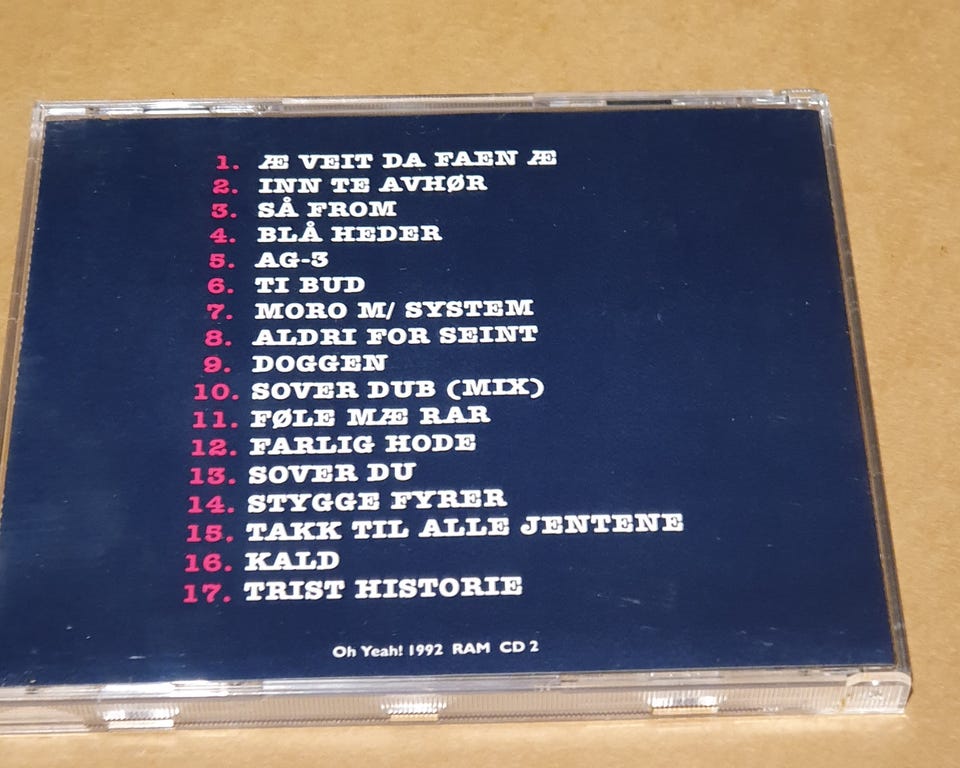 1. Æ VEIT DA FAEN Æ
2. INN TE AVHØR
3. SÅ FROM
4. BLÅ HEDER
5. AG-3
6. TI BUD
7. MORO M/ SYSTEM
8. ALDRI FOR SEINT
9. DOGGEN
10. SOVER DUB (MIX)
11. FØLE MÆ RAR
12. FARLIG HODE
13. SOVER DU
14. STYGGE FYRER
15. TAKK TIL ALLE JENTENE
16. KALD
17. TRIST HISTORIE
Oh Yeah! 1992 RAM CD 2